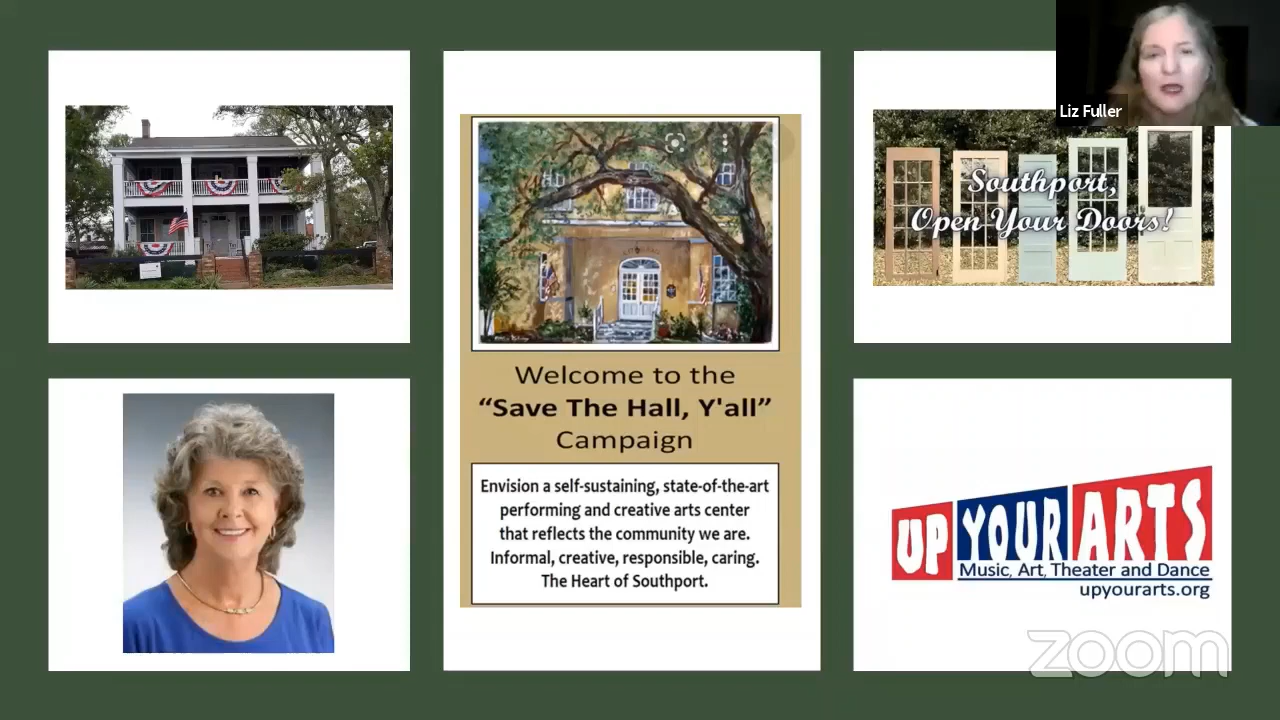 Liz Fuller
Southport,
Open Your Doors!
Welcome to the
“Save The Hall, Y'all”
Campaign
Envision a self-sustaining, state-of-the-art
performing and creative arts center
that reflects the community we are.
Informal, creative, responsible, caring.
The Heart of Southport.
UP YOUR ARTS
Music, Art, Theater and Dance
upyourarts.org
zoom